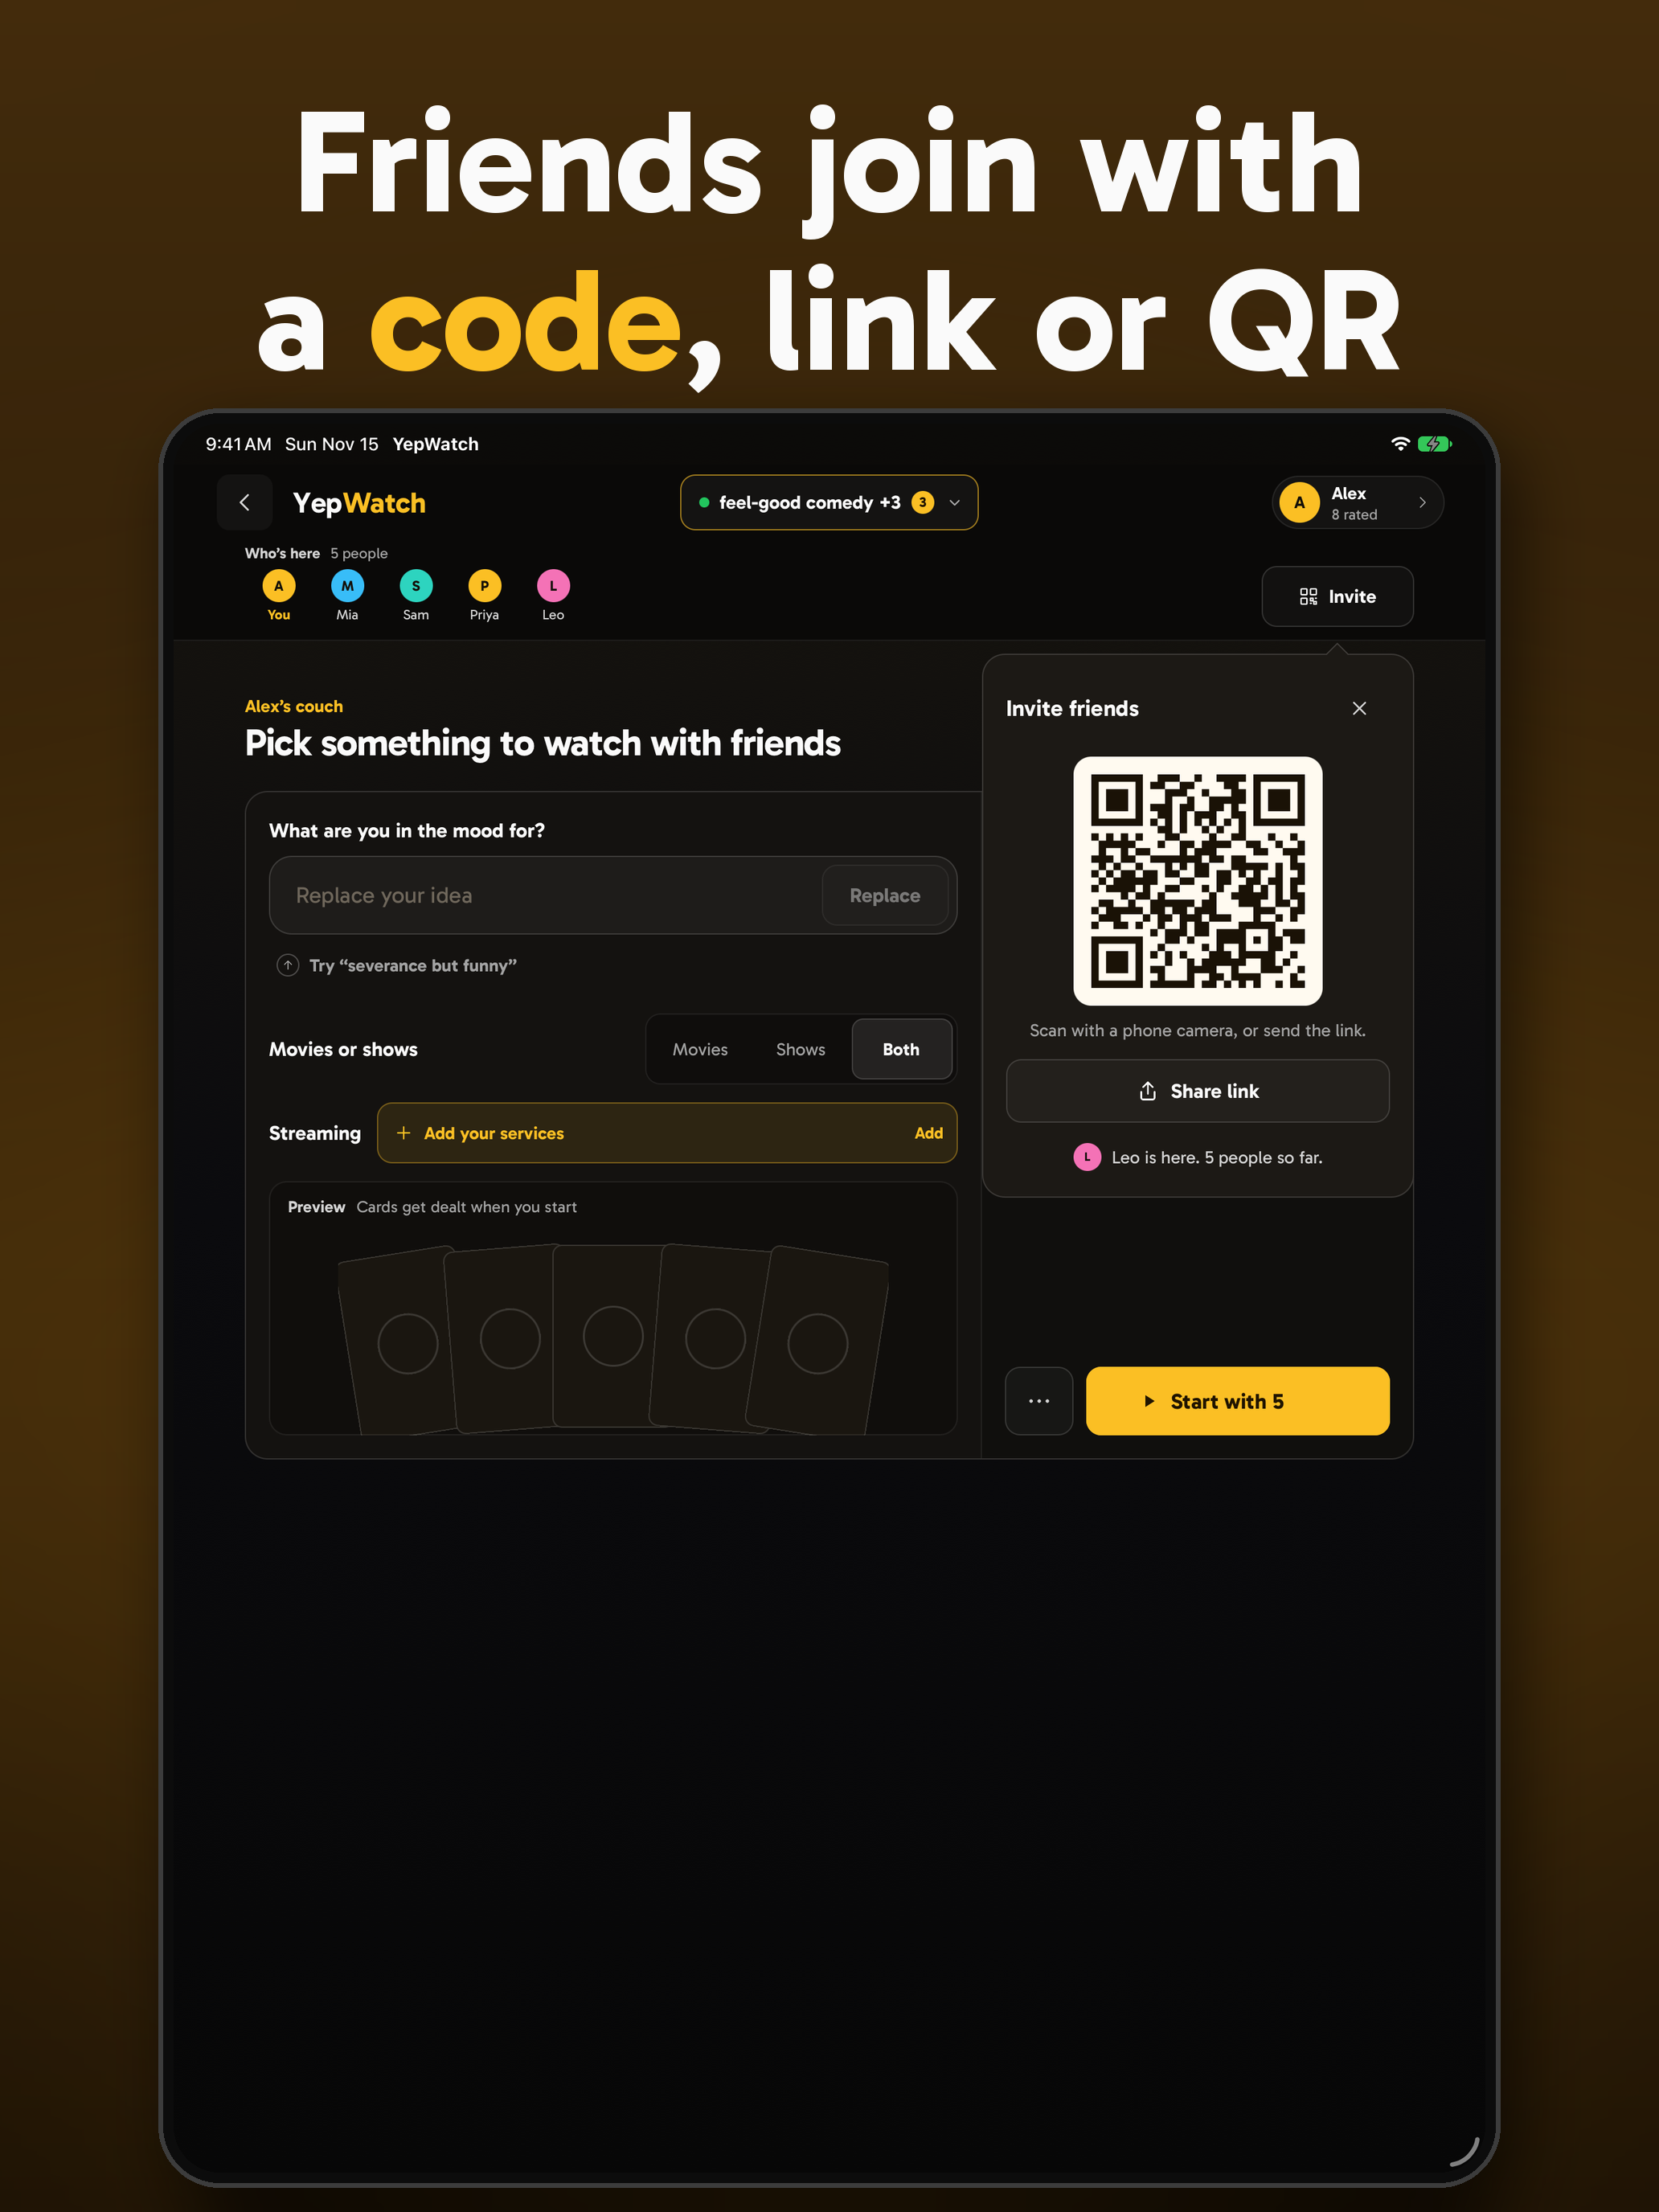 Friends join with
a code, link or QR
9:41 AM Sun Nov 15 YepWatch
YepWatch
feel-good comedy +3 3
A Alex
8 rated
Who's here 5 people
A M S P L
You Mia Sam Priya Leo
Invite
Alex's couch
Pick something to watch with friends
What are you in the mood for?
Replace your idea Replace
Try “severance but funny”
Movies or shows Movies Shows Both
Streaming Add your services Add
Preview Cards get dealt when you start
Invite friends
Scan with a phone camera, or send the link.
Share link
L Leo is here. 5 people so far.
Start with 5